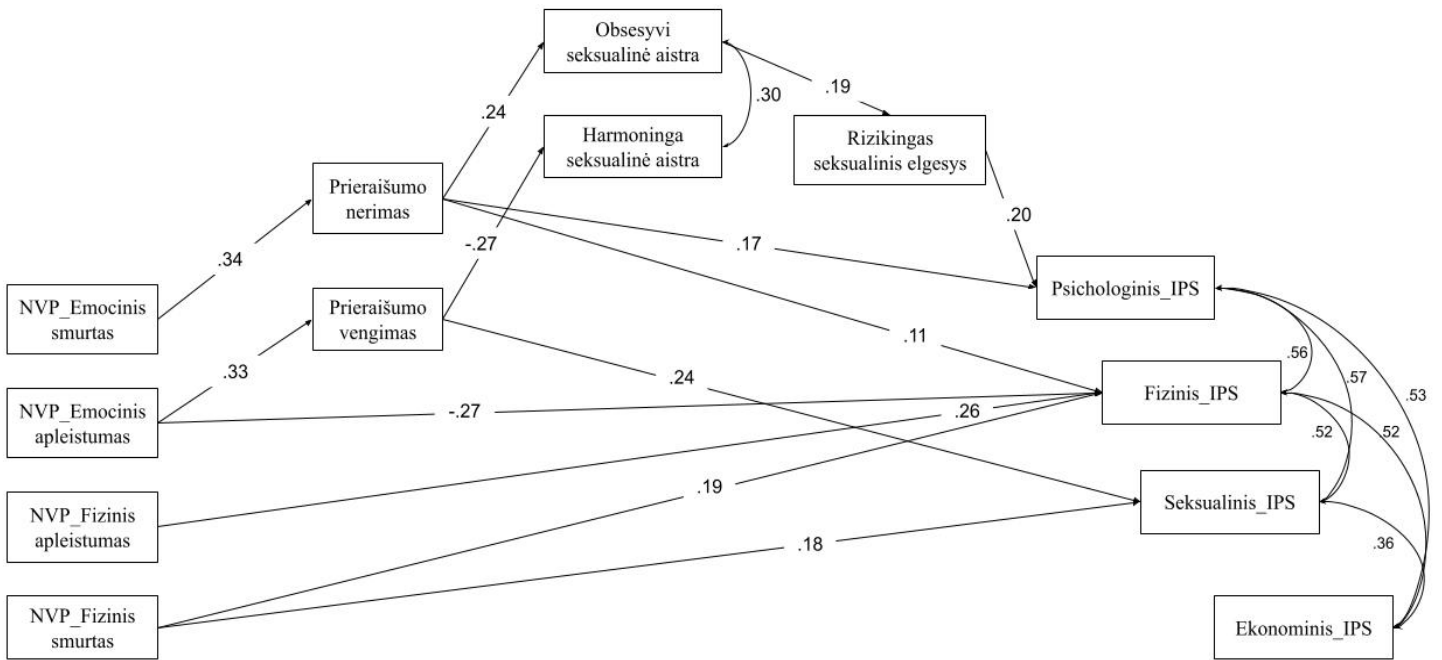 Obsesyvi
seksualinė aistra
.30
.19
.24
Harmoninga
seksualinė aistra
Rizikingas
seksualinis elgesys
Prieraišumo
nerimas
.20
-.27
.17
.34
Psichologinis_IPS
NVP_Emocinis
smurtas
Prieraišumo
vengimas
.11
.56
.33
.24
.57
.53
Fizinis_IPS
NVP_Emocinis
apleistumas
-.27
.26
.52
.52
.19
Seksualinis_IPS
NVP_Fizinis
apleistumas
.18
.36
NVP_Fizinis
smurtas
Ekonominis_IPS